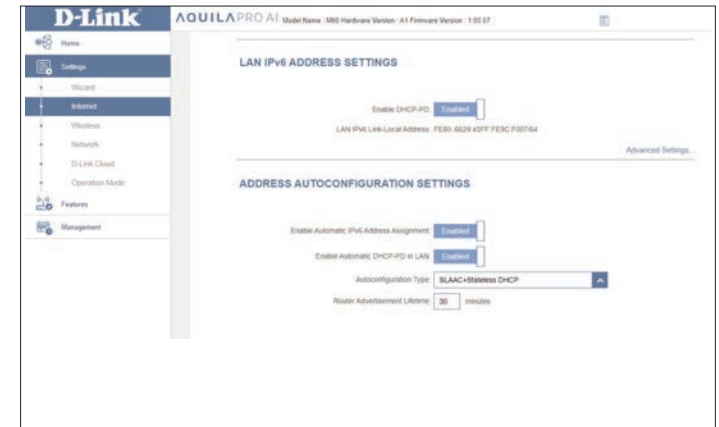 D-Link
AQUILA PRO AI Model Name : M60 Hardware Version : A1 Firmware Version : 1.00.07
Home
Settings
Wizard
Internet
Wireless
Network
D-Link Cloud
Operation Mode
Features
Management
LAN IPv6 ADDRESS SETTINGS
Enable DHCP-PD: Enabled
LAN IPv6 Link-Local Address: FE80::6629:43FF:FE9C:F007/64
Advanced Settings...
ADDRESS AUTOCONFIGURATION SETTINGS
Enable Automatic IPv6 Address Assignment: Enabled
Enable Automatic DHCP-PD in LAN: Enabled
Autoconfiguration Type: SLAAC+Stateless DHCP
Router Advertisement Lifetime: 30 minutes